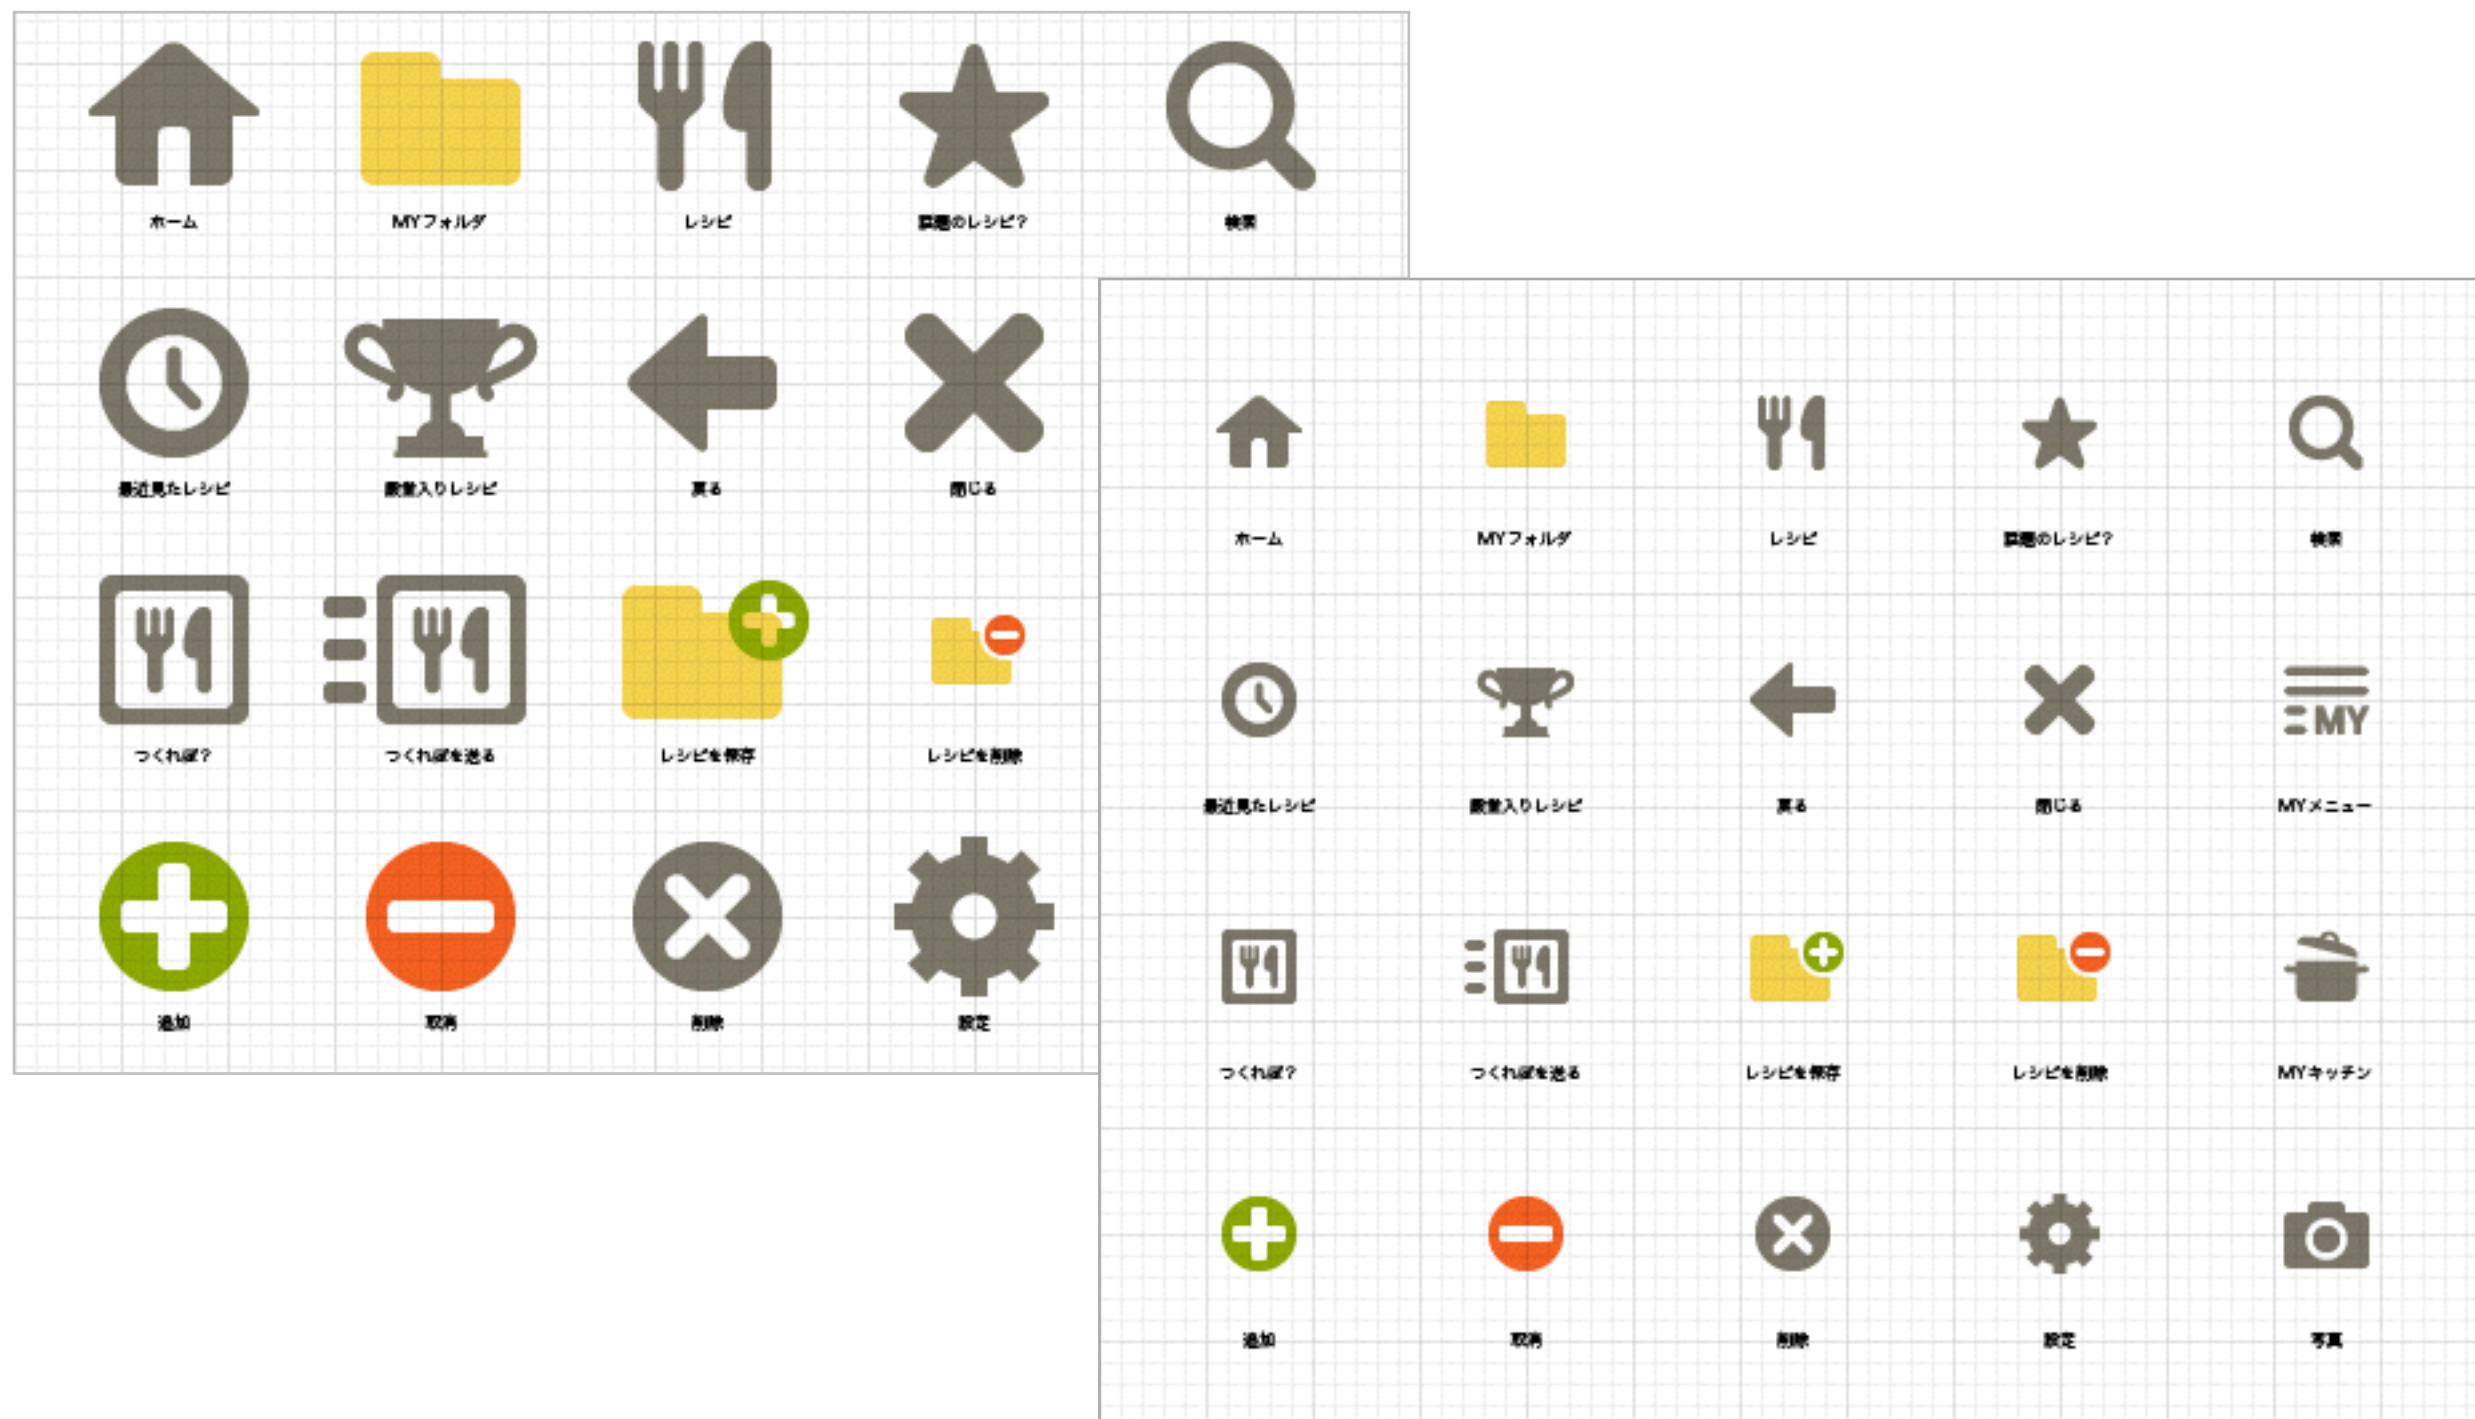 ホーム
MYフォルダ
レシピ
話題のレシピ?
検索
最近見たレシピ
殿堂入りレシピ
戻る
閉じる
つくれぽ?
つくれぽを送る
レシピを保存
レシピを削除
追加
取消
削除
設定
ホーム
MYフォルダ
レシピ
話題のレシピ?
検索
最近見たレシピ
殿堂入りレシピ
戻る
閉じる
MY
MYメニュー
つくれぽ?
つくれぽを送る
レシピを保存
レシピを削除
MYキッチン
追加
取消
削除
設定
写真